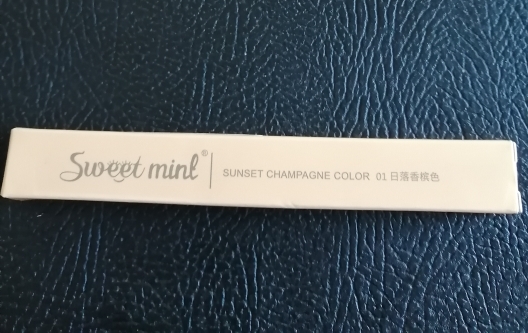 Sweet mint® | SUNSET CHAMPAGNE COLOR 01 日落香槟色